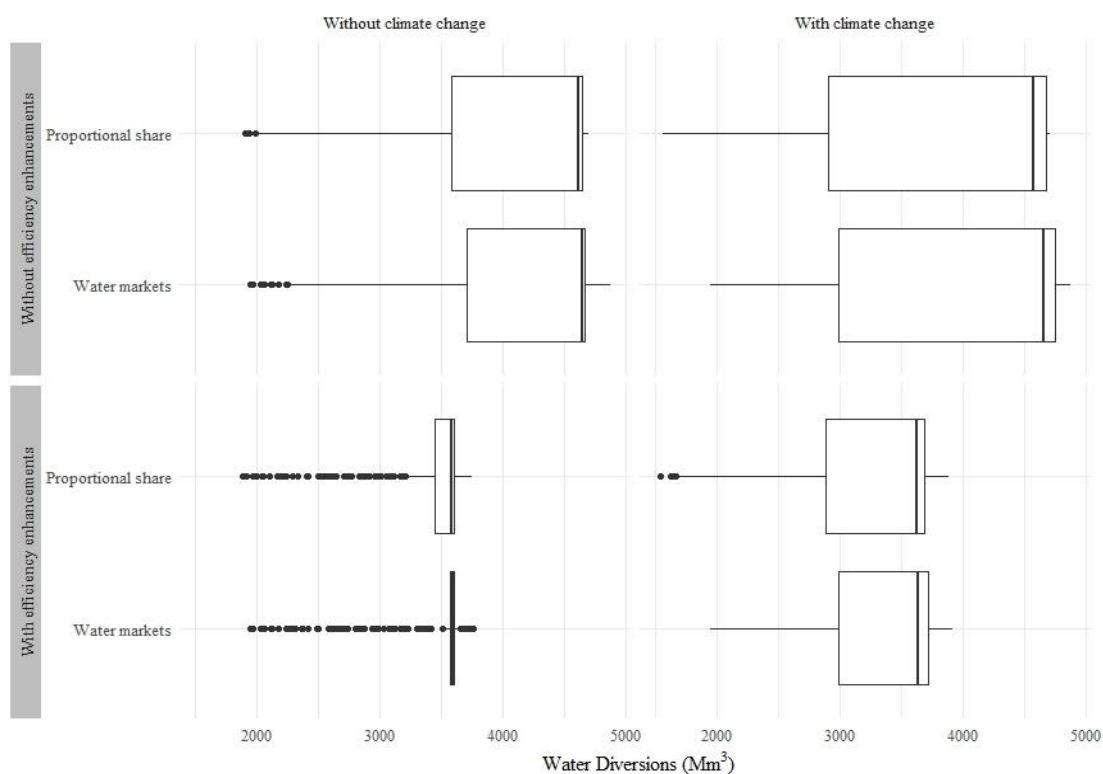 Without climate change
With climate change
Without efficiency enhancements
Proportional share
Water markets
With efficiency enhancements
Proportional share
Water markets
2000 3000 4000 5000 2000 3000 4000 5000
Water Diversions (Mm³)